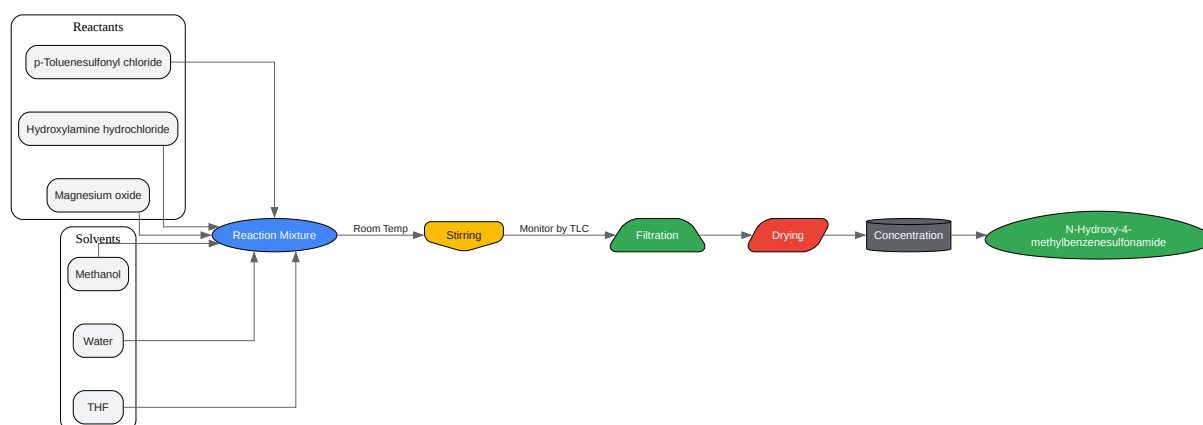 Reactants
p-Toluenesulfonyl chloride
Hydroxylamine hydrochloride
Magnesium oxide
Solvents
Methanol
Water
THF
Reaction Mixture
Room Temp
Stirring
Monitor by TLC
Filtration
Drying
Concentration
N-Hydroxy-4-
methylbenzenesulfonamide